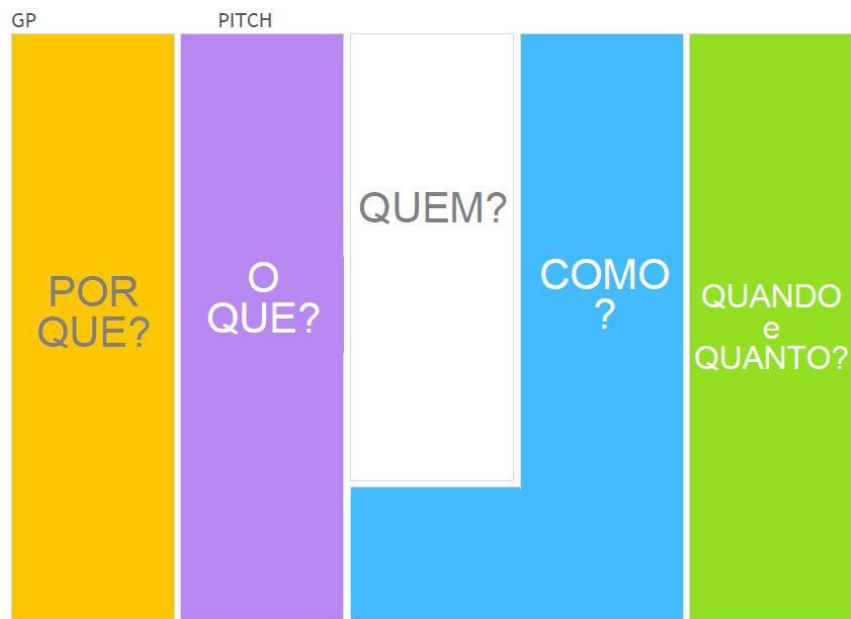 GP
PITCH
POR
QUE?
O
QUE?
QUEM?
COMO
?
QUANDO
e
QUANTO?